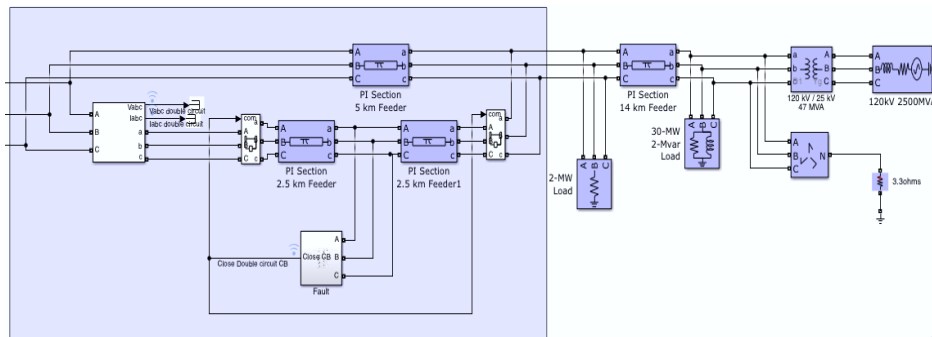 A
a
A
a
A
B
b
B
b
a
A
B
C
c
C
c
b
B
PI Section
5 km Feeder
PI Section
14 km Feeder
120 kV / 25 kV
47 MVA
120kV 2500MVA
Vabc
Iabc
Vabc double circuit
Iabc double circuit
A
B
C
a
b
c
com
A
a
C
c
A
a
B
b
C
c
PI Section
2.5 km Feeder
A
a
B
b
C
c
PI Section
2.5 km Feeder1
com
a
A
b
C
c
30-MW
2-Mvar
Load
A
B
C
2-MW
Load
A
B
C
A
B
C
N
3.3ohms
Close Double circuit CB
Close CB
A
B
C
Fault